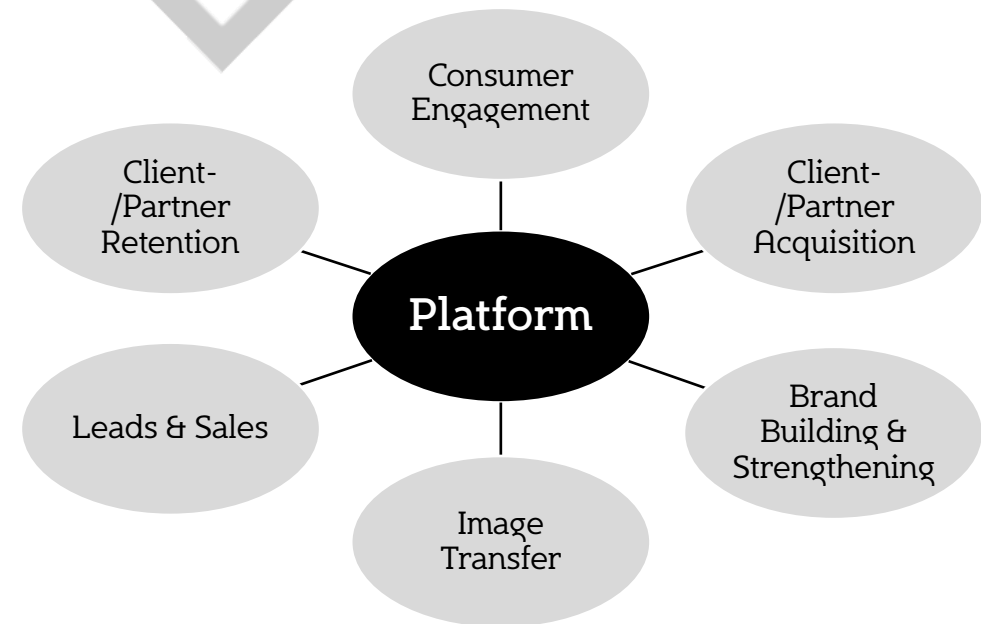 Consumer
Engagement
Client-
/Partner
Retention
Client-
/Partner
Acquisition
Platform
Leads & Sales
Brand
Building &
Strengthening
Image
Transfer